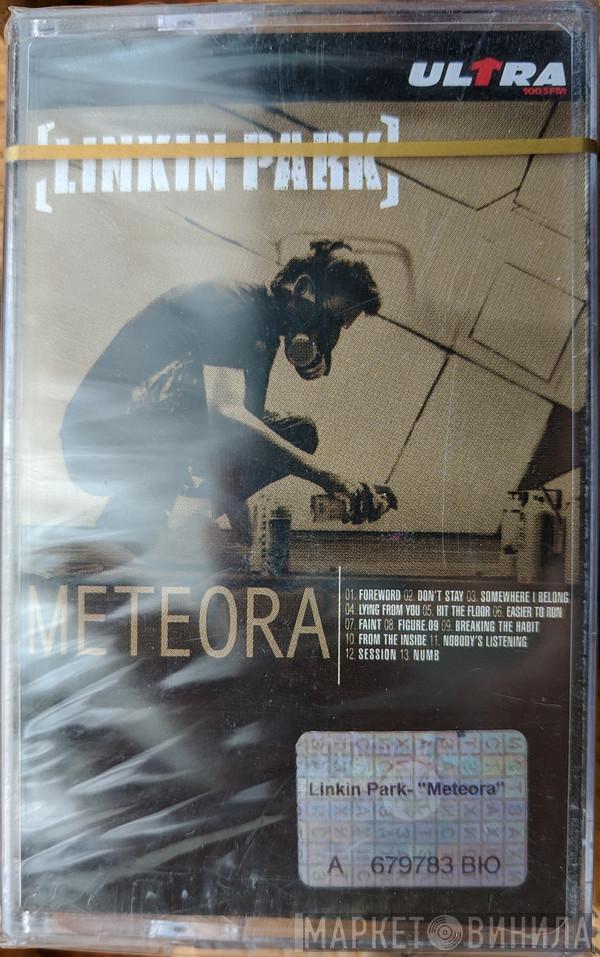 ULTRA
100.5FM
[LINKIN PARK]
METEORA
01. FOREWORD 02. DON'T STAY 03. SOMEWHERE I BELONG
04. LYING FROM YOU 05. HIT THE FLOOR 06. EASIER TO RUN
07. FAINT 08. FIGURE.09 09. BREAKING THE HABIT
10. FROM THE INSIDE 11. NOBODY'S LISTENING
12. SESSION 13. NUMB
Linkin Park- "Meteora"
А 679783 ВЮ
МАРКЕТ ВИНИЛА